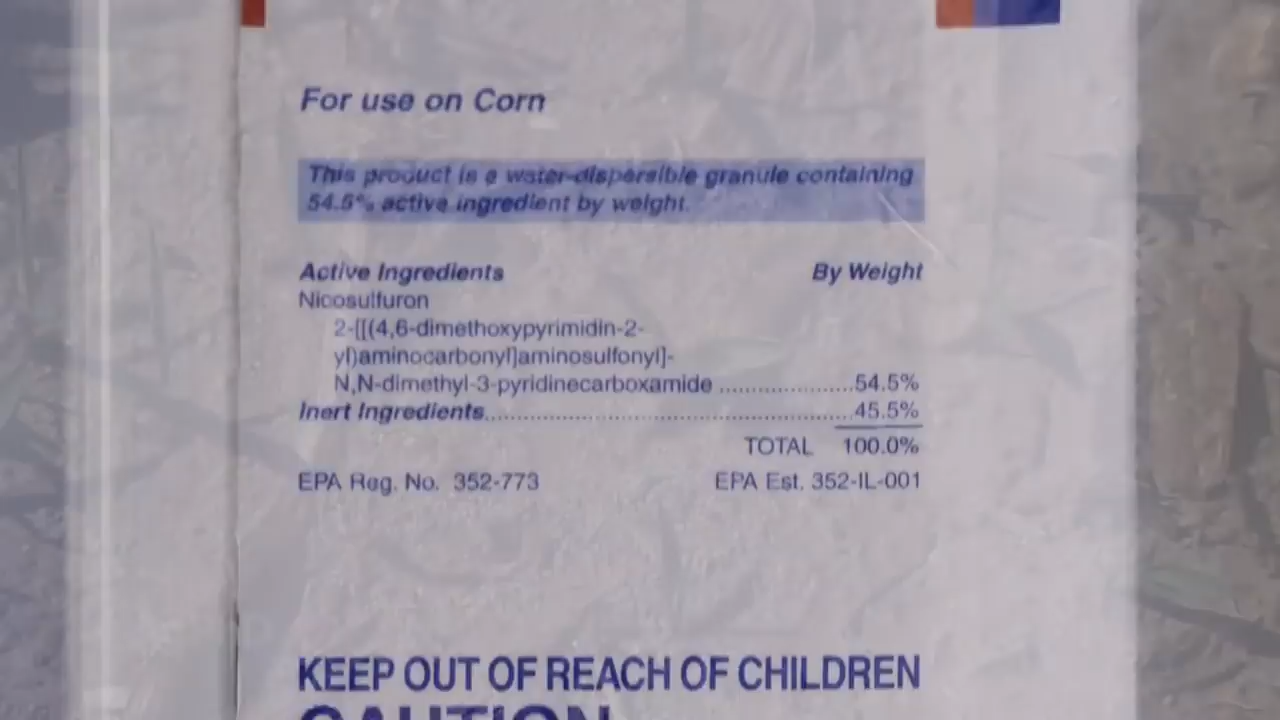 For use on Corn
This product is a water-dispersible granule containing
54.5% active ingredient by weight.
Active Ingredients By Weight
Nicosulfuron
2-[[(4,6-dimethoxypyrimidin-2-
yl)aminocarbonyl]aminosulfonyl]-
N,N-dimethyl-3-pyridinecarboxamide ....................54.5%
Inert Ingredients......................................................45.5%
TOTAL 100.0%
EPA Reg. No. 352-773 EPA Est. 352-IL-001
KEEP OUT OF REACH OF CHILDREN
CAUTION